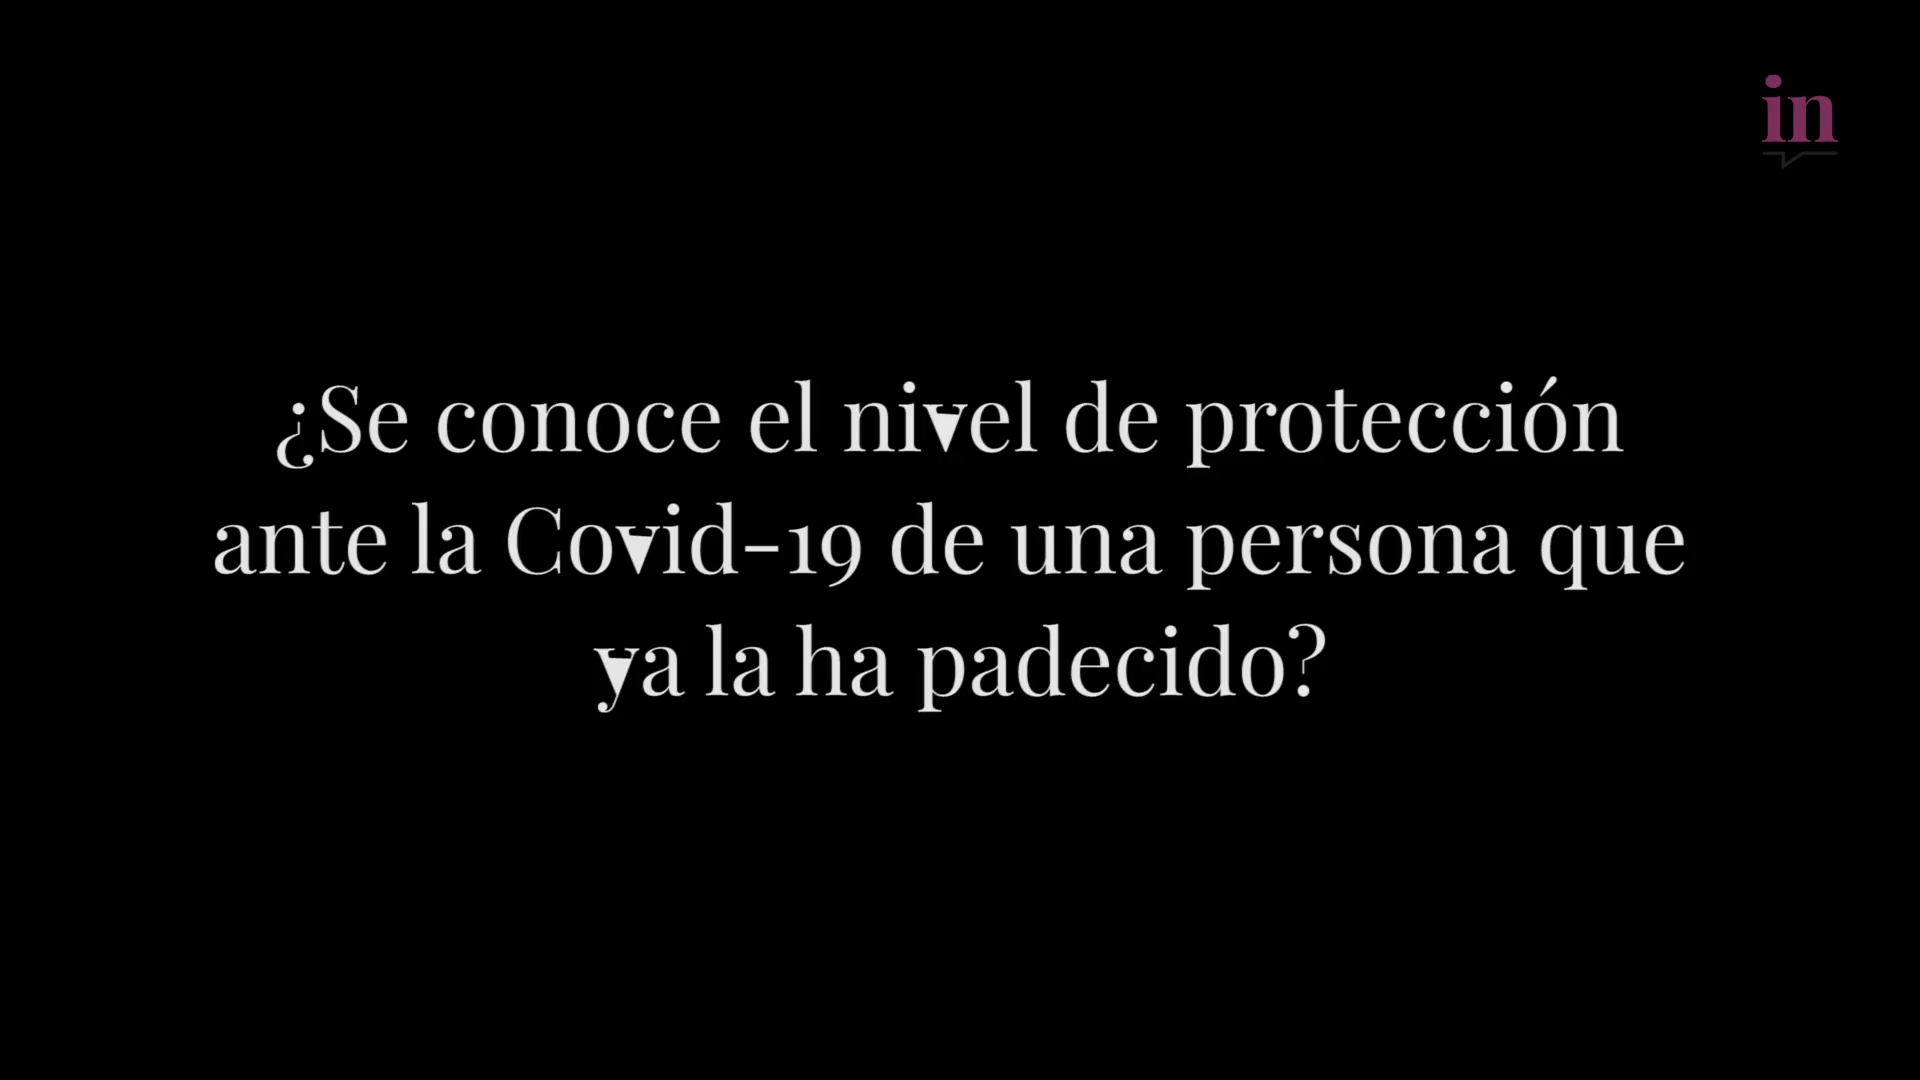 in
¿Se conoce el nivel de protección
ante la Covid-19 de una persona que
ya la ha padecido?